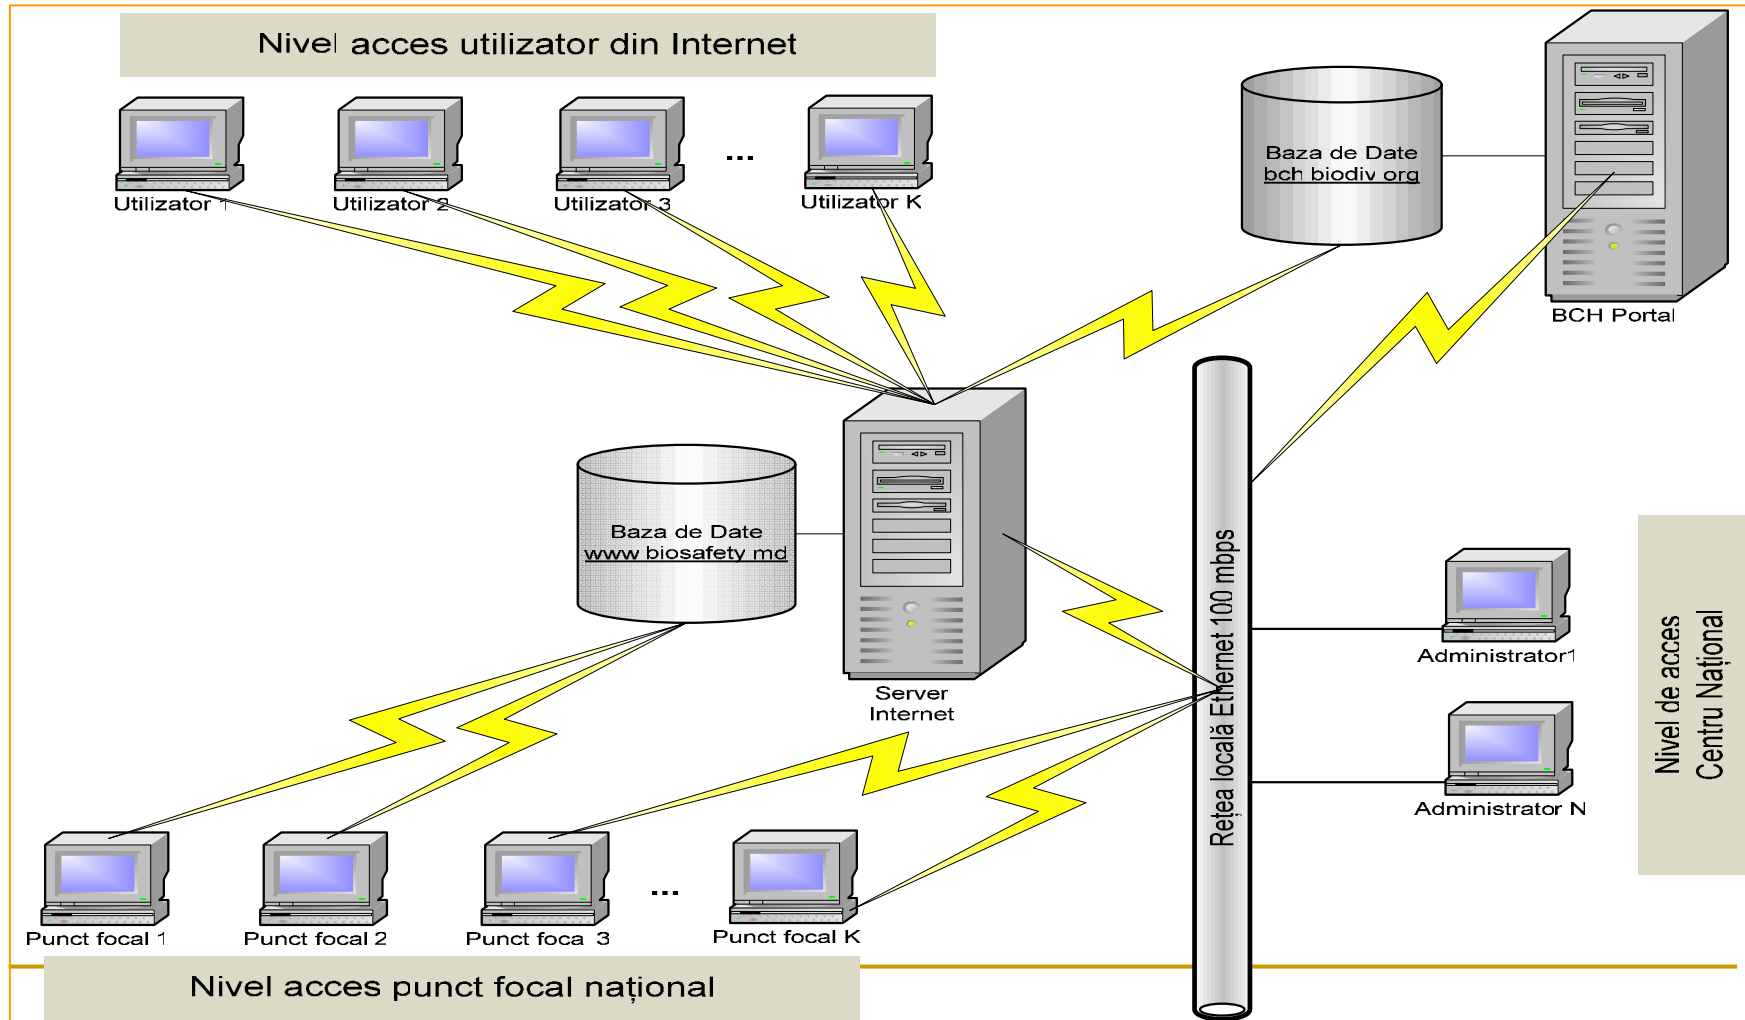 Nivel acces utilizator din Internet
Utilizator 1
Utilizator 2
Utilizator 3
...
Utilizator K
Baza de Date
bch biodiv org
BCH Portal
Baza de Date
www biosafety md
Server
Internet
Rețea locală Ethernet 100 mbps
Administrator1
Administrator N
Nivel de acces
Centru Național
Punct focal 1
Punct focal 2
Punct foca 3
...
Punct focal K
Nivel acces punct focal național